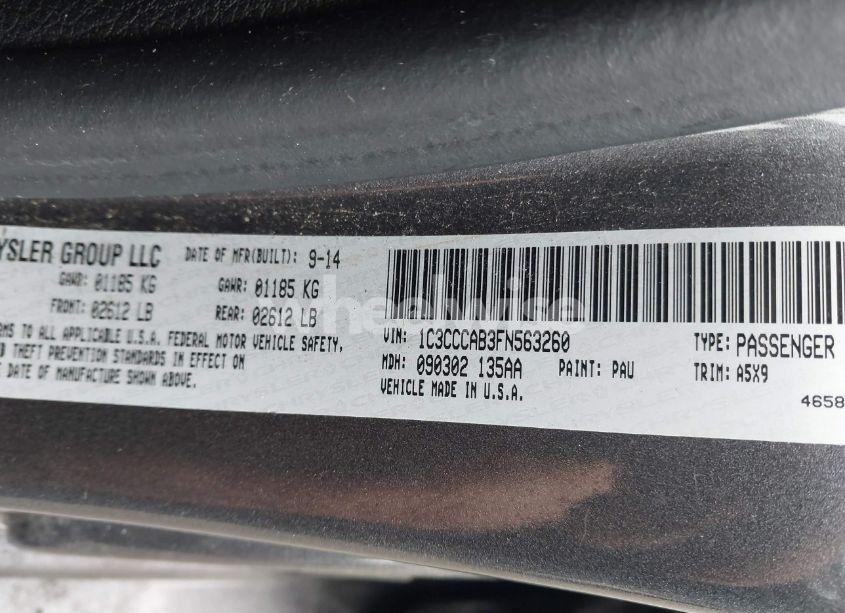 YSLER GROUP LLC DATE OF MFR(BUILT): 9-14
GAWR: 01185 KG GAWR: 01185 KG
FRONT: 02612 LB REAR: 02612 LB
RMS TO ALL APPLICABLE U.S.A. FEDERAL MOTOR VEHICLE SAFETY,
D THEFT PREVENTION STANDARDS IN EFFECT ON
E DATE OF MANUFACTURE SHOWN ABOVE.
VIN: 1C3CCCAB3FN563260 TYPE: PASSENGER
MDH: 090302 135AA PAINT: PAU TRIM: A5X9
VEHICLE MADE IN U.S.A.
4658
wheelwise